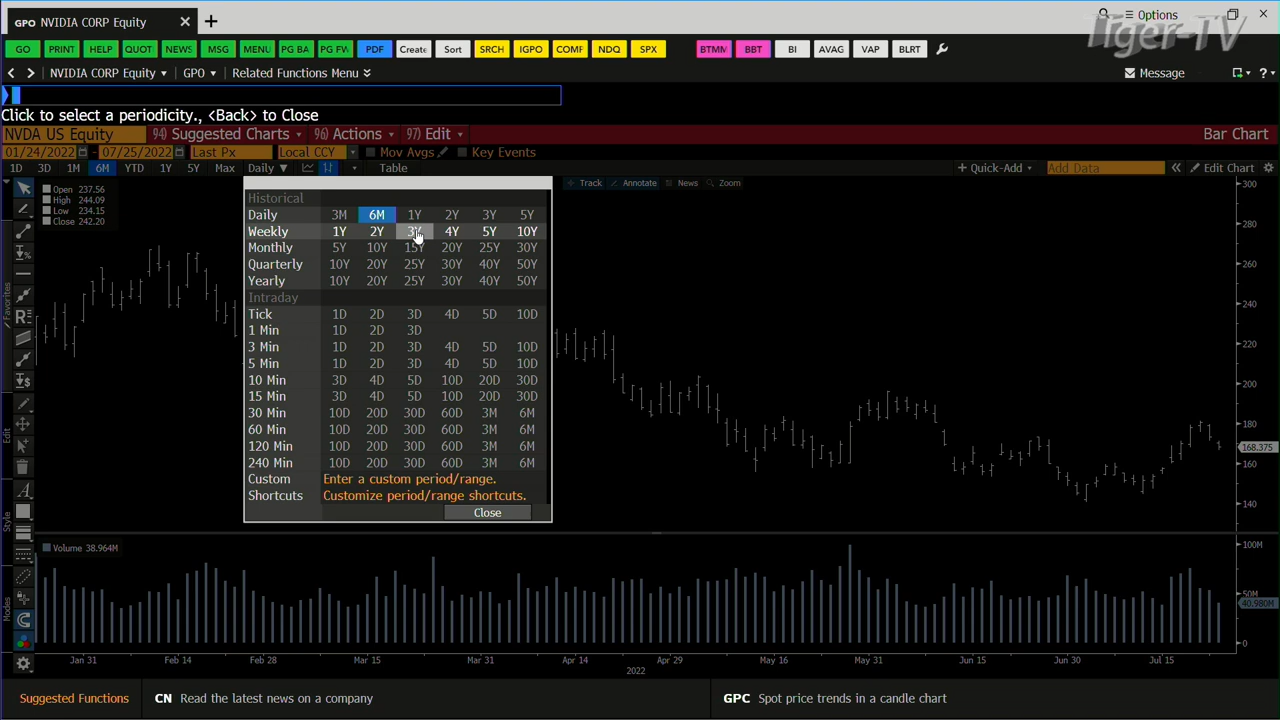 GPO NVIDIA CORP Equity
Options
Tiger-TV
GO PRINT HELP QUOT NEWS MSG MENU PG BA PG FW PDF Create Sort SRCH IGPO COMF NDQ SPX BTMM BBT BI AVAG VAP BLRT
NVIDIA CORP Equity GPO Related Functions Menu Message ?
Click to select a periodicity., <Back> to Close
NVDA US Equity 94) Suggested Charts 96) Actions 97) Edit Bar Chart
01/24/2022 - 07/25/2022 Last Px Local CCY Mov Avgs Key Events
1D 3D 1M 6M YTD 1Y 5Y Max Daily Table + Quick-Add Add Data Edit Chart
Track Annotate News Zoom
Open 237.56
High 244.09
Low 234.15
Close 242.20
Historical
Daily 3M 6M 1Y 2Y 3Y 5Y
Weekly 1Y 2Y 3Y 4Y 5Y 10Y
Monthly 5Y 10Y 15Y 20Y 25Y 30Y
Quarterly 10Y 20Y 25Y 30Y 40Y 50Y
Yearly 10Y 20Y 25Y 30Y 40Y 50Y
Intraday
Tick 1D 2D 3D 4D 5D 10D
1 Min 1D 2D 3D
3 Min 1D 2D 3D 4D 5D 10D
5 Min 1D 2D 3D 4D 5D 10D
10 Min 3D 4D 5D 10D 20D 30D
15 Min 3D 4D 5D 10D 20D 30D
30 Min 10D 20D 30D 60D 3M 6M
60 Min 10D 20D 30D 60D 3M 6M
120 Min 10D 20D 30D 60D 3M 6M
240 Min 10D 20D 30D 60D 3M 6M
Custom Enter a custom period/range.
Shortcuts Customize period/range shortcuts.
Close
300
280
260
240
220
200
180
168.375
160
140
Favorites
Edit
Style
Modes
Volume 38.964M
100M
50M
40.980M
0
Jan 31 Feb 14 Feb 28 Mar 15 Mar 31 Apr 14 Apr 29 May 16 May 31 Jun 15 Jun 30 Jul 15
2022
Suggested Functions CN Read the latest news on a company GPC Spot price trends in a candle chart